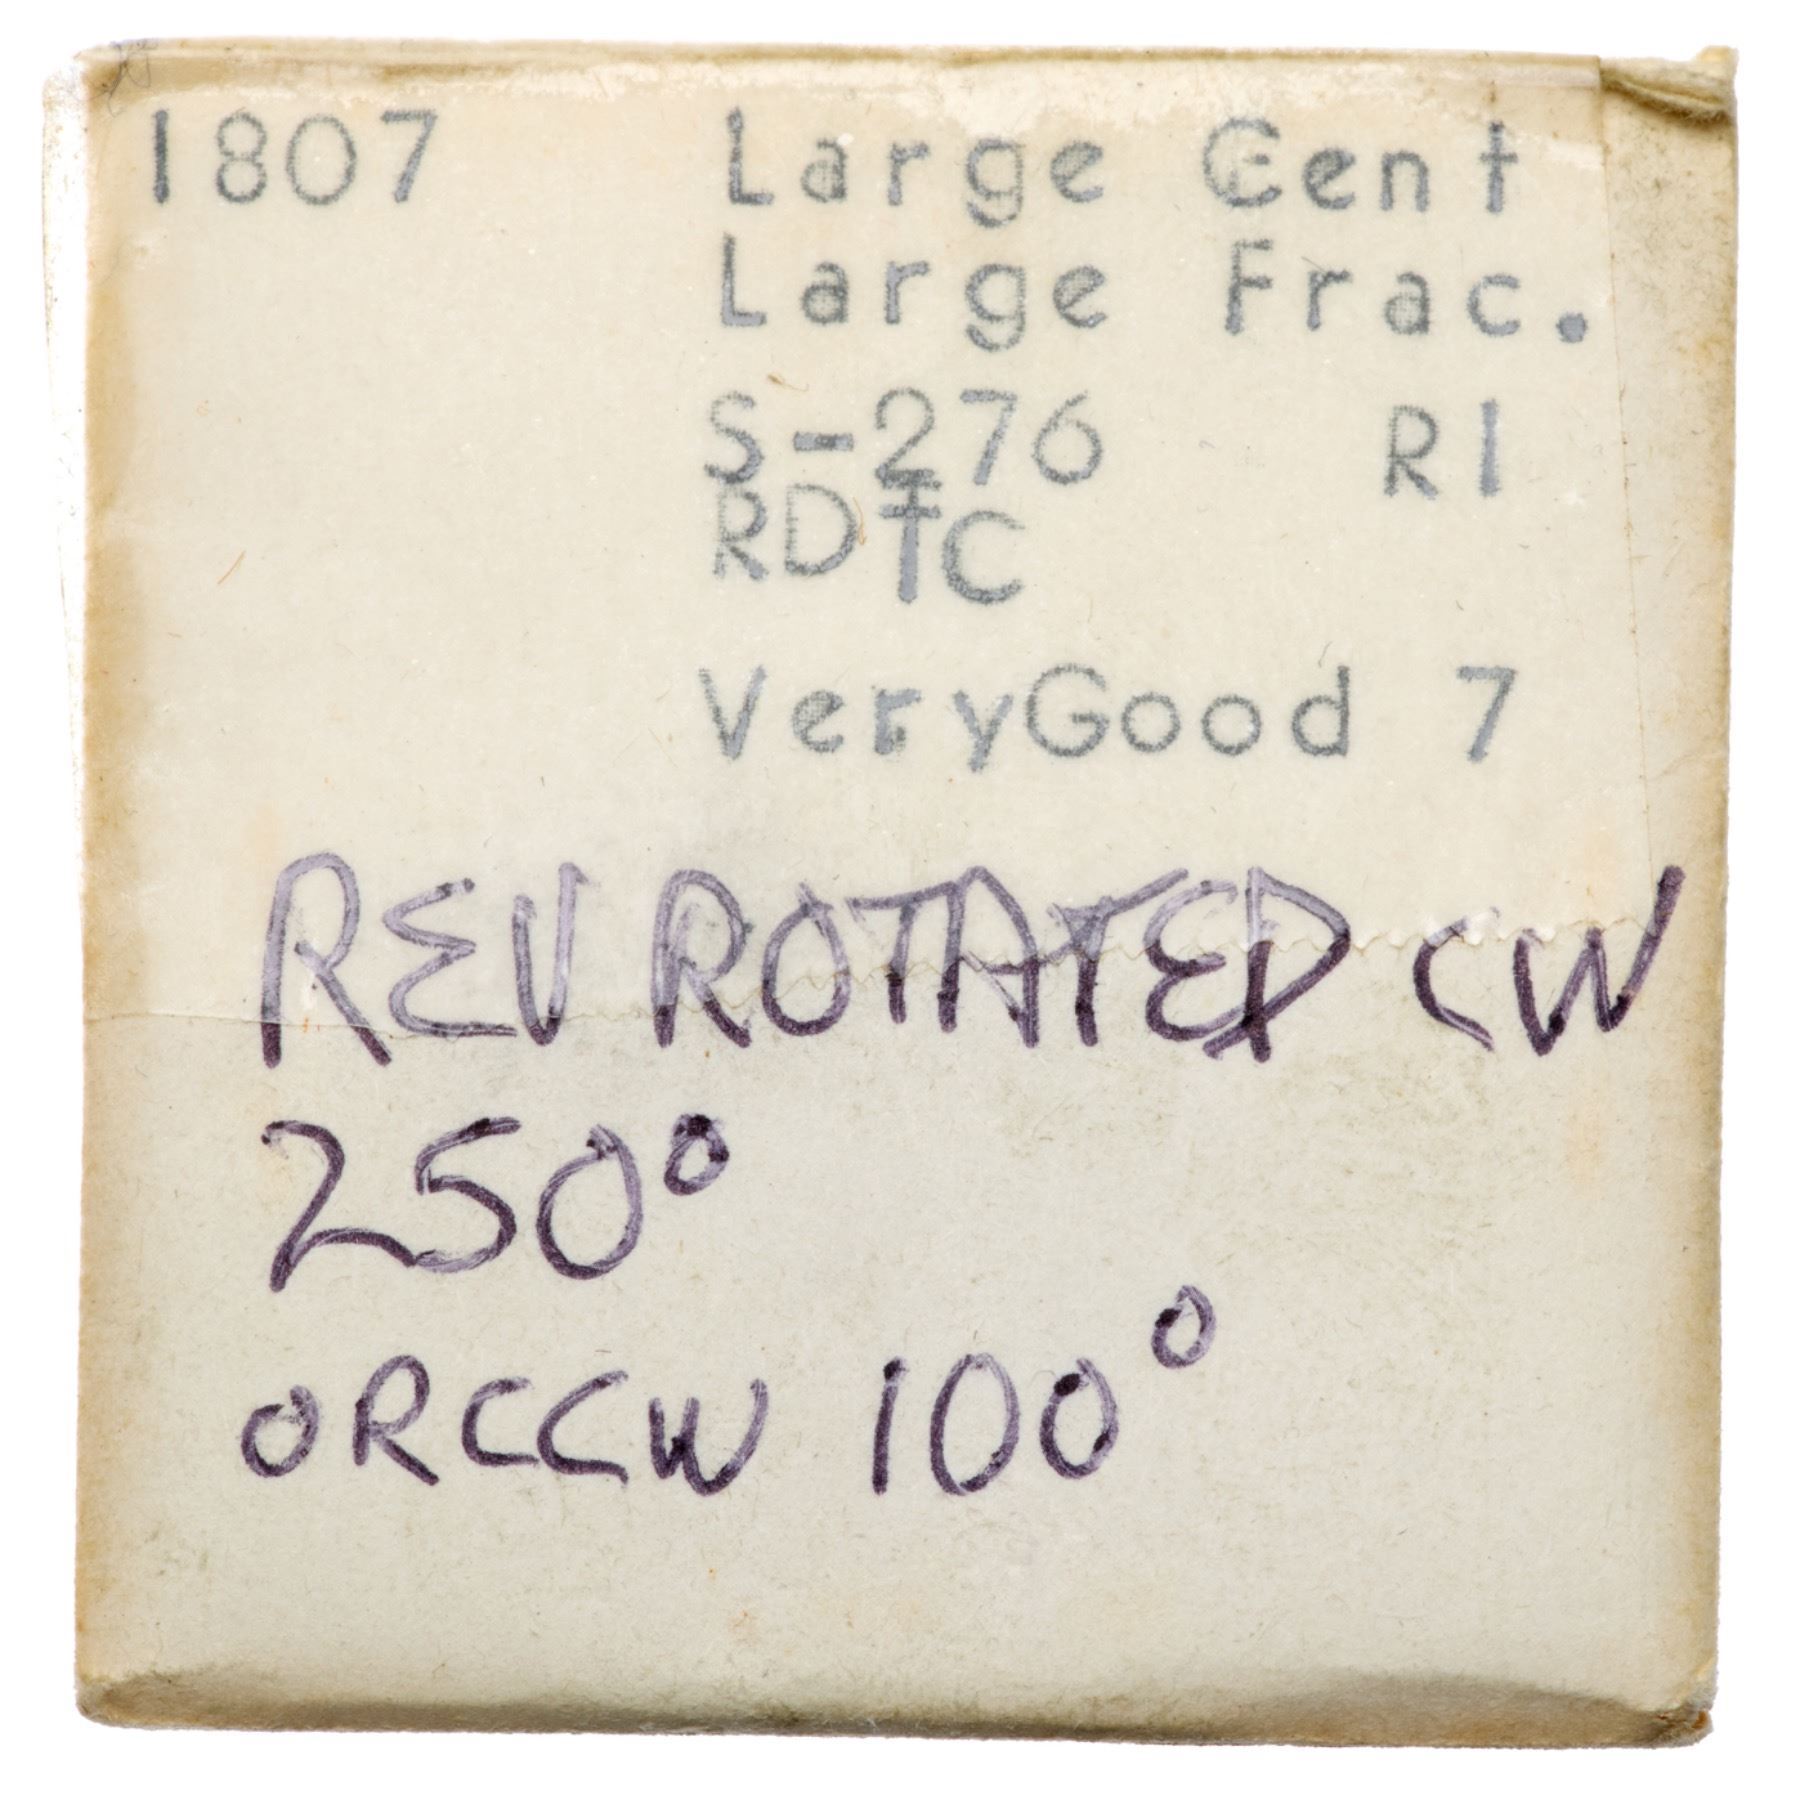 1807 Large Cent
Large Frac.
S-276 R1
RDTC
VeryGood 7
REV ROTATED CW
250°
OR CCW 100°